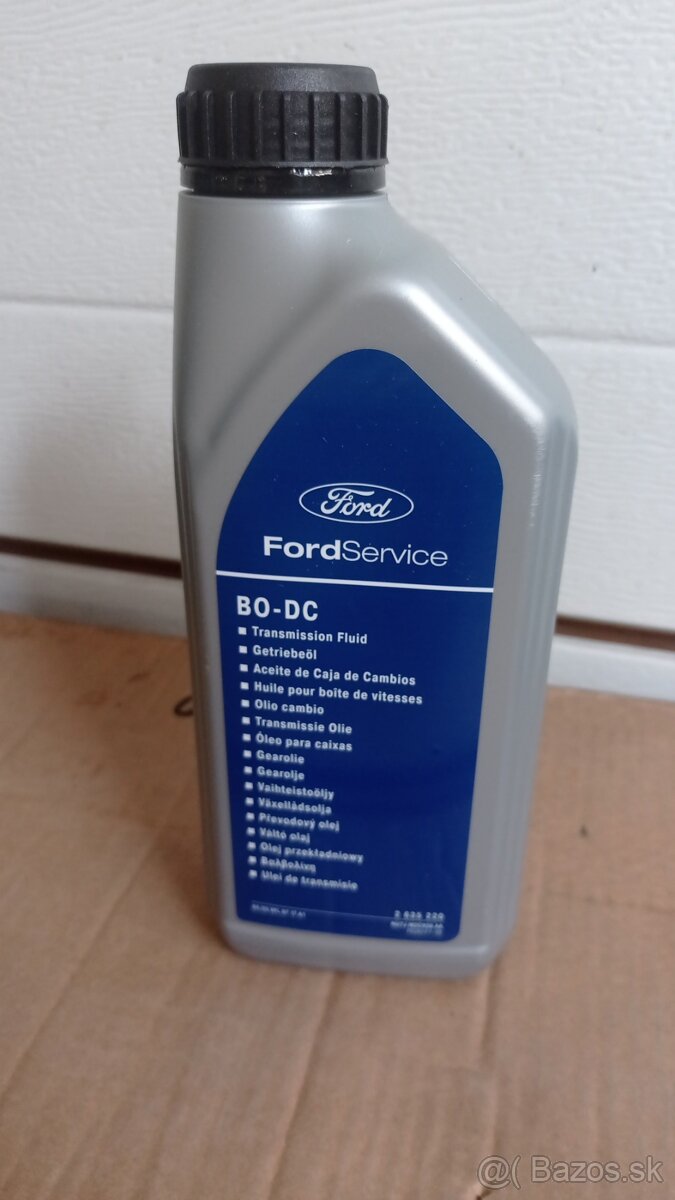 Ford
FordService
BO-DC
Transmission Fluid
Getriebeöl
Aceite de Caja de Cambios
Huile pour boîte de vitesses
Olio cambio
Transmissie Olie
Óleo para caixas
Gearolie
Gearolje
Vaihteistoöljy
Växellådsolja
Převodový olej
Váltó olaj
Olej przekładniowy
Βαλβολίνη
Ulei de transmisie
2 635 220
@( Bazos.sk